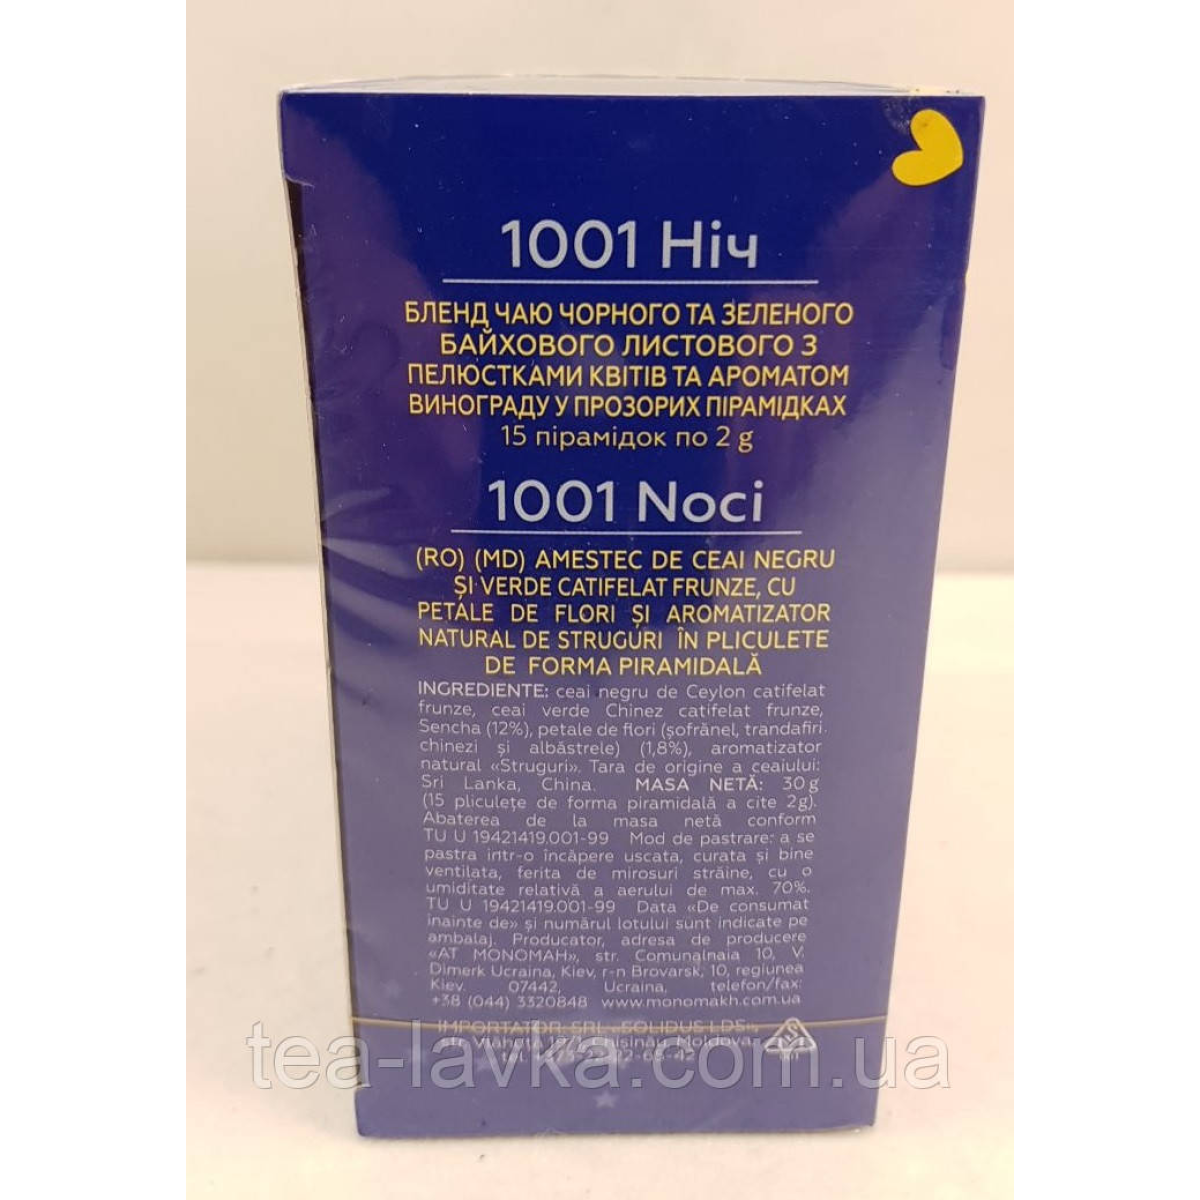 1001 Ніч
БЛЕНД ЧАЮ ЧОРНОГО ТА ЗЕЛЕНОГО
БАЙХОВОГО ЛИСТОВОГО З
ПЕЛЮСТКАМИ КВІТІВ ТА АРОМАТОМ
ВИНОГРАДУ У ПРОЗОРИХ ПІРАМІДКАХ
15 пірамідок по 2 g
1001 Noci
(RO) (MD) AMESTEC DE CEAI NEGRU
ȘI VERDE CATIFELAT FRUNZE, CU
PETALE DE FLORI ȘI AROMATIZATOR
NATURAL DE STRUGURI ÎN PLICULETE
DE FORMA PIRAMIDALĂ
INGREDIENTE: ceai negru de Ceylon catifelat
frunze, ceai verde Chinez catifelat frunze,
Sencha (12%), petale de flori (șofrănel, trandafiri
chinezi și albăstrele) (1,8%), aromatizator
natural «Struguri». Tara de origine a ceaiului:
Sri Lanka, China. MASA NETĂ: 30 g
(15 pliculețe de forma piramidală a cite 2g).
Abaterea de la masa netă conform
TU U 19421419.001-99 Mod de pastrare: a se
pastra intr-o încăpere uscata, curata și bine
ventilata, ferita de mirosuri străine, cu o
umiditate relativă a aerului de max. 70%.
TU U 19421419.001-99 Data «De consumat
inainte de» și numărul lotului sunt indicate pe
ambalaj. Producator, adresa de producere
«AT MONOMAH», str. Comunalnaia 10, V.
Dimerk Ucraina, Kiev, r-n Brovarsk, 10, regiunea
Kiev. 07442, Ucraina, telefon/fax:
+38 (044) 3320848 www.monomakh.com.ua
IMPORTATOR: SRL «SOLIDUS LDS»,
Moldova
tel.
tea-lavka.com.ua